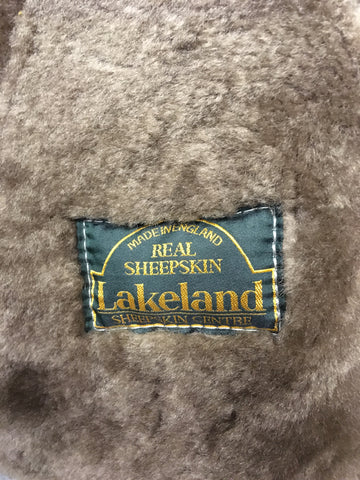 MADE IN ENGLAND
REAL
SHEEPSKIN
Lakeland
SHEEPSKIN CENTRE